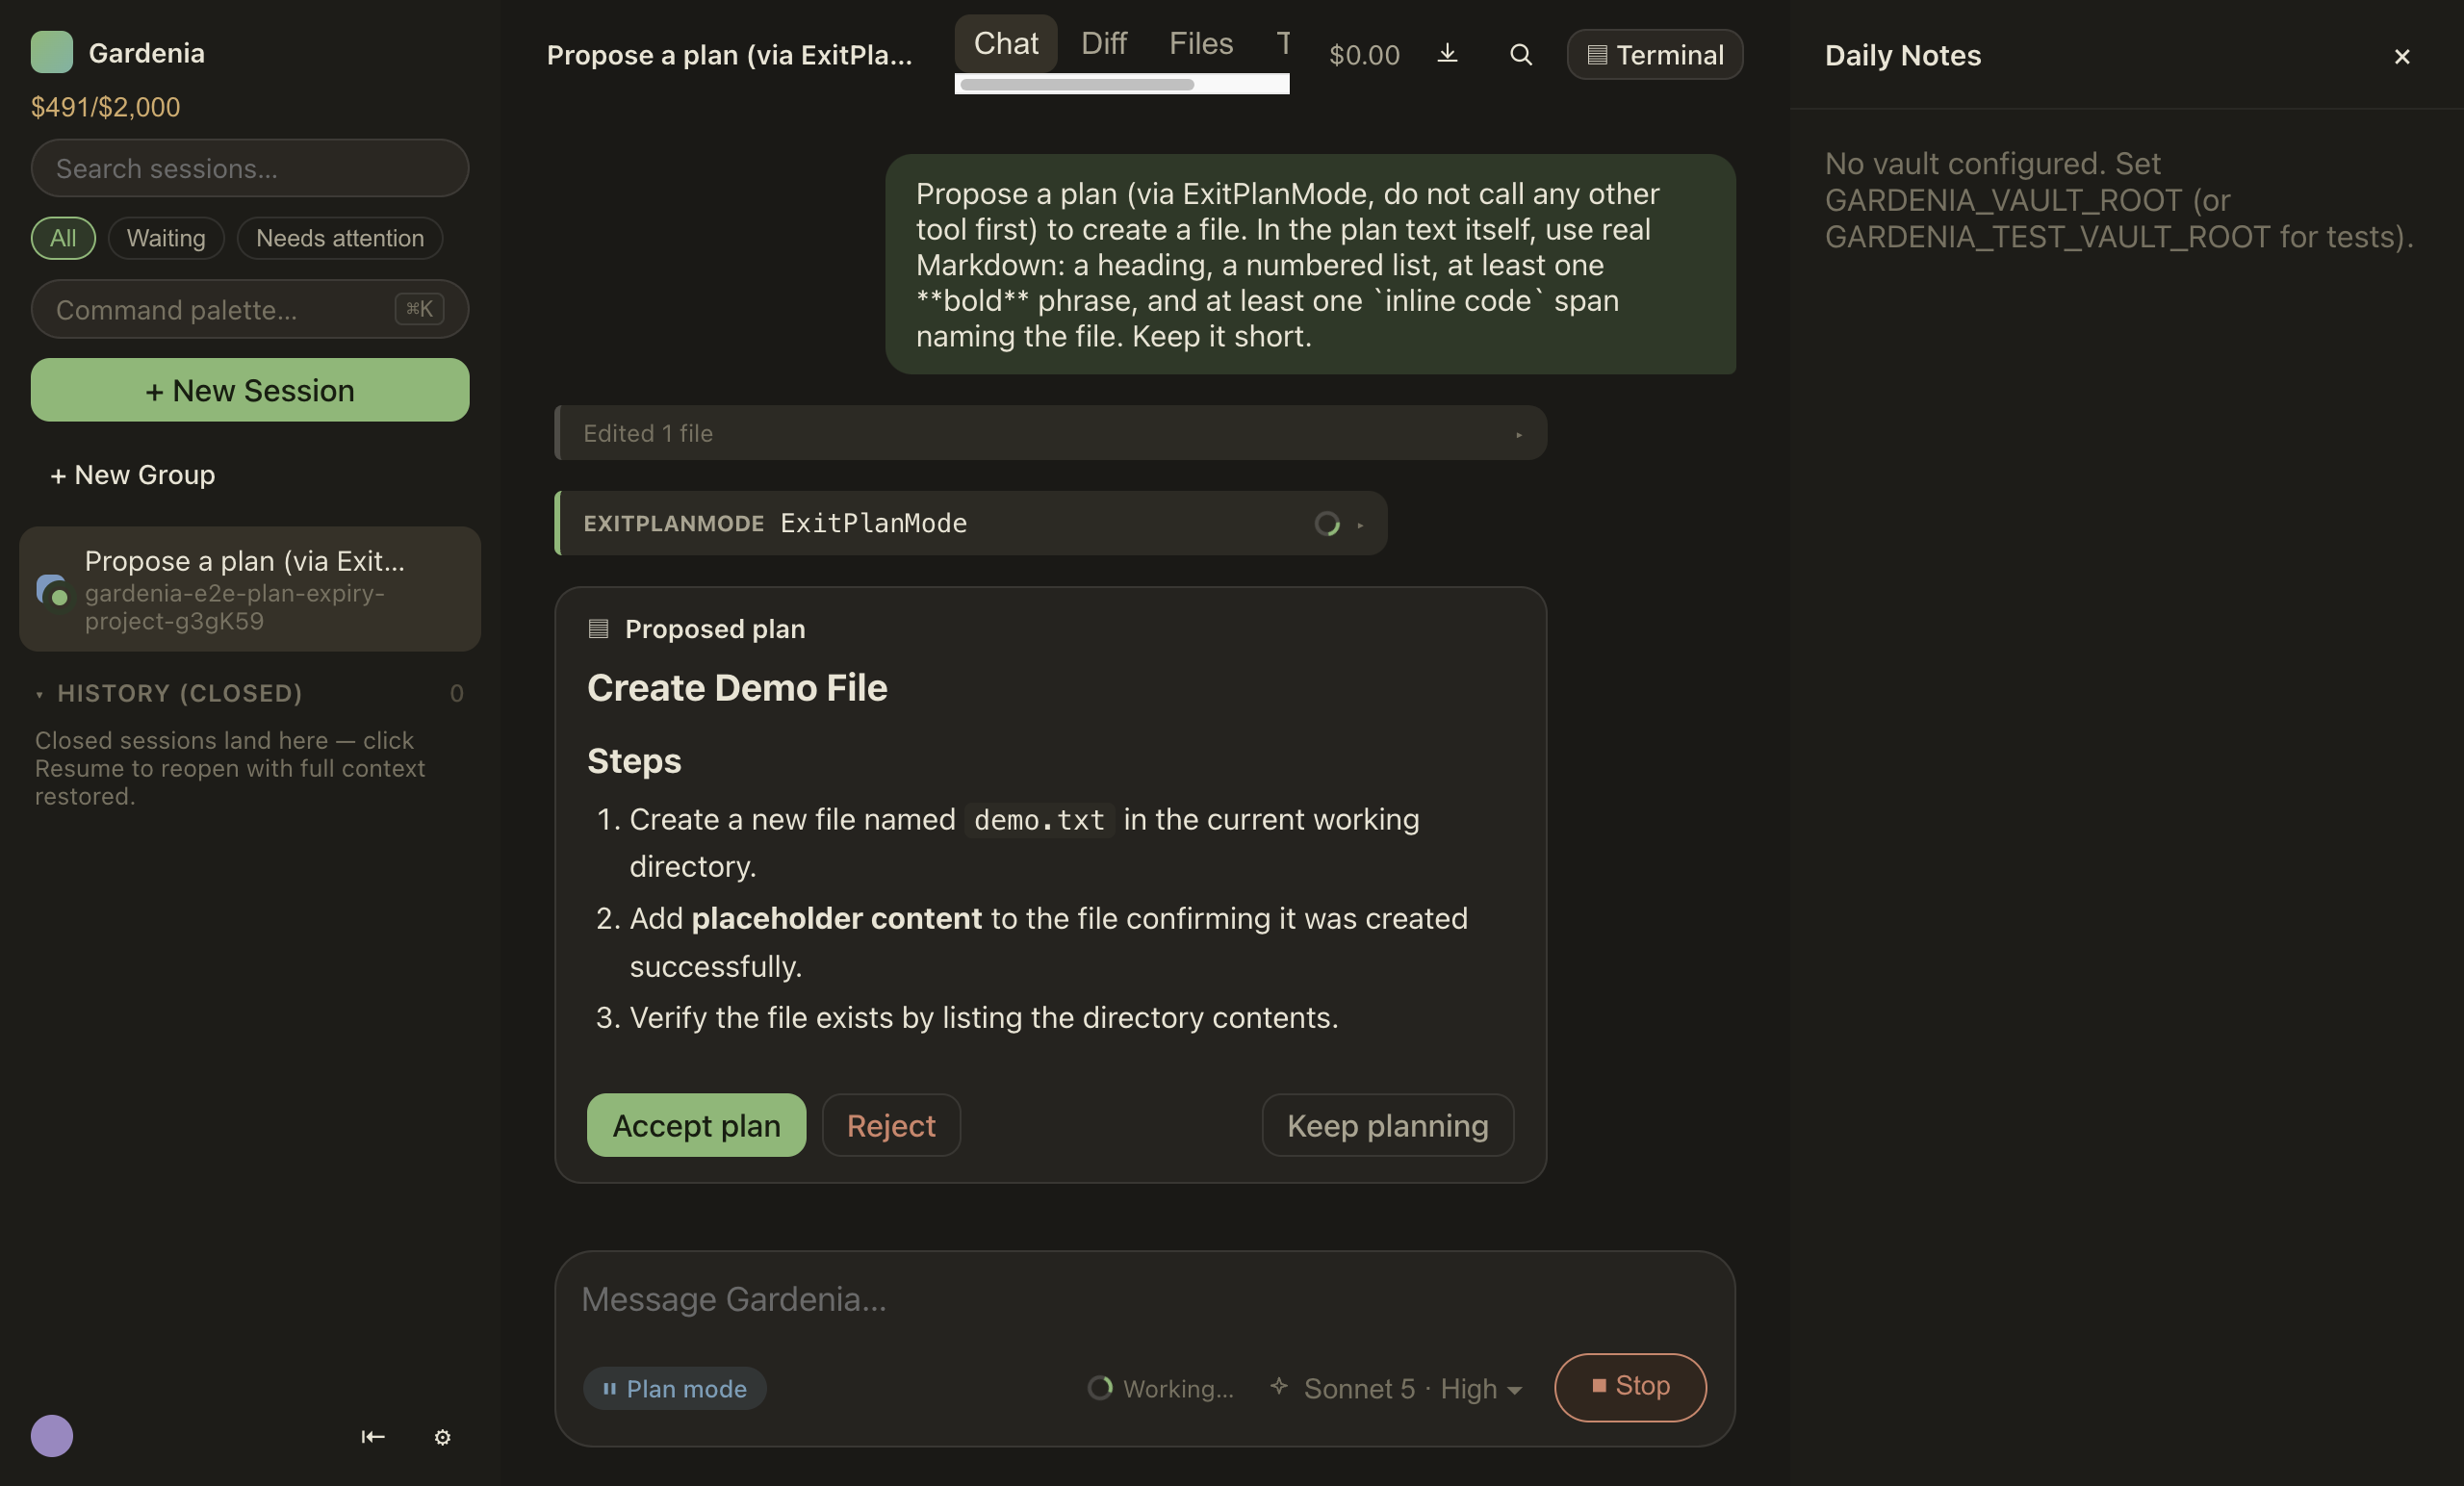 Gardenia
$491/$2,000
Search sessions...
All
Waiting
Needs attention
Command palette...
⌘K
+ New Session
+ New Group
Propose a plan (via Exit...
gardenia-e2e-plan-expiry-
project-g3gK59
HISTORY (CLOSED)
0
Closed sessions land here — click
Resume to reopen with full context
restored.
Propose a plan (via ExitPla...
Chat
Diff
Files
T
$0.00
Terminal
Propose a plan (via ExitPlanMode, do not call any other
tool first) to create a file. In the plan text itself, use real
Markdown: a heading, a numbered list, at least one
**bold** phrase, and at least one `inline code` span
naming the file. Keep it short.
Edited 1 file
EXITPLANMODE ExitPlanMode
Proposed plan
Create Demo File
Steps
1. Create a new file named demo.txt in the current working
directory.
2. Add placeholder content to the file confirming it was created
successfully.
3. Verify the file exists by listing the directory contents.
Accept plan
Reject
Keep planning
Message Gardenia...
Plan mode
Working...
Sonnet 5 · High
Stop
Daily Notes
No vault configured. Set
GARDENIA_VAULT_ROOT (or
GARDENIA_TEST_VAULT_ROOT for tests).